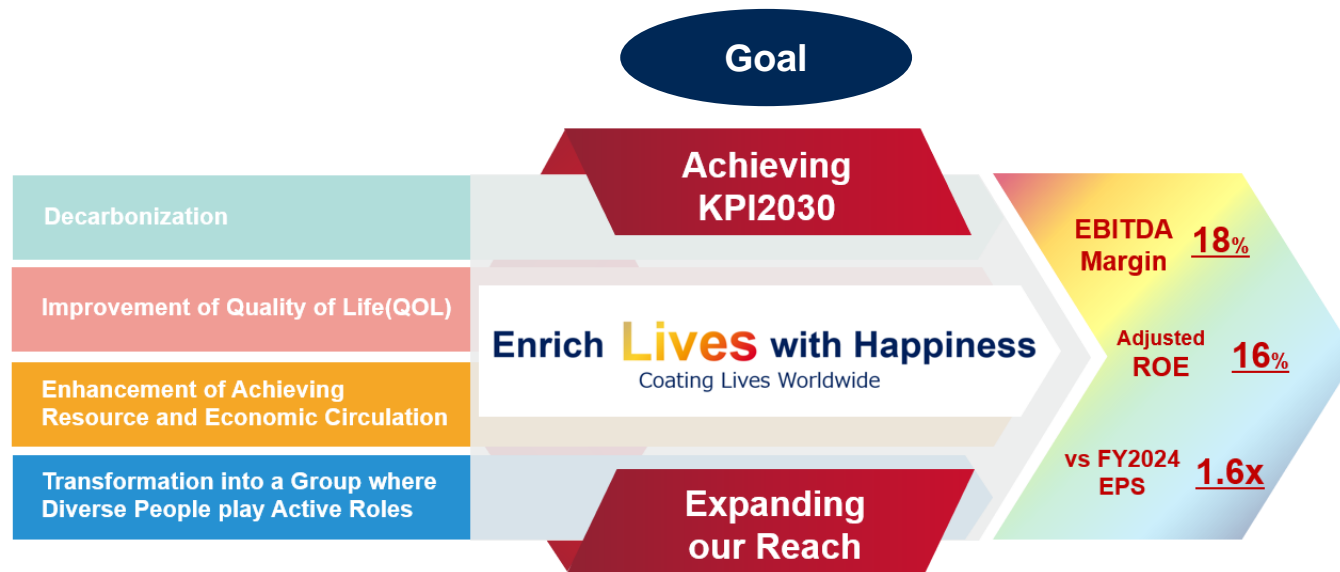 Goal
Achieving
KPI2030
Decarbonization
Improvement of Quality of Life(QOL)
Enhancement of Achieving
Resource and Economic Circulation
Transformation into a Group where
Diverse People play Active Roles
Enrich Lives with Happiness
Coating Lives Worldwide
Expanding
our Reach
EBITDA
Margin 18%
Adjusted
ROE 16%
vs FY2024
EPS 1.6x